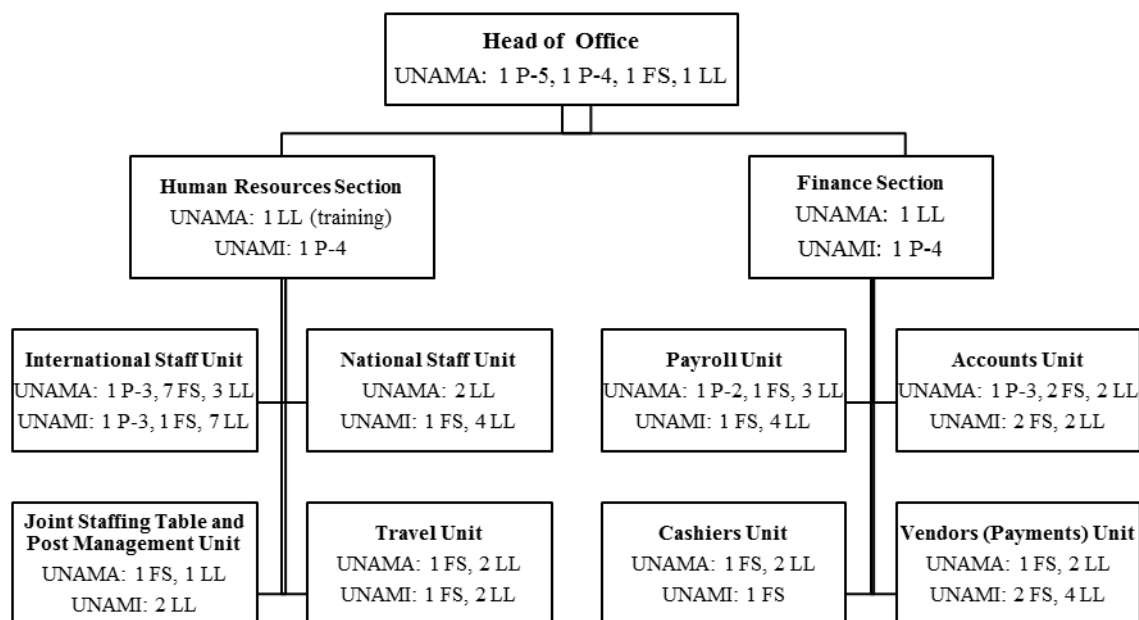 Head of Office
UNAMA: 1 P-5, 1 P-4, 1 FS, 1 LL
Human Resources Section
UNAMA: 1 LL (training)
UNAMI: 1 P-4
Finance Section
UNAMA: 1 LL
UNAMI: 1 P-4
International Staff Unit
UNAMA: 1 P-3, 7 FS, 3 LL
UNAMI: 1 P-3, 1 FS, 7 LL
National Staff Unit
UNAMA: 2 LL
UNAMI: 1 FS, 4 LL
Payroll Unit
UNAMA: 1 P-2, 1 FS, 3 LL
UNAMI: 1 FS, 4 LL
Accounts Unit
UNAMA: 1 P-3, 2 FS, 2 LL
UNAMI: 2 FS, 2 LL
Joint Staffing Table and
Post Management Unit
UNAMA: 1 FS, 1 LL
UNAMI: 2 LL
Travel Unit
UNAMA: 1 FS, 2 LL
UNAMI: 1 FS, 2 LL
Cashiers Unit
UNAMA: 1 FS, 2 LL
UNAMI: 1 FS
Vendors (Payments) Unit
UNAMA: 1 FS, 2 LL
UNAMI: 2 FS, 4 LL